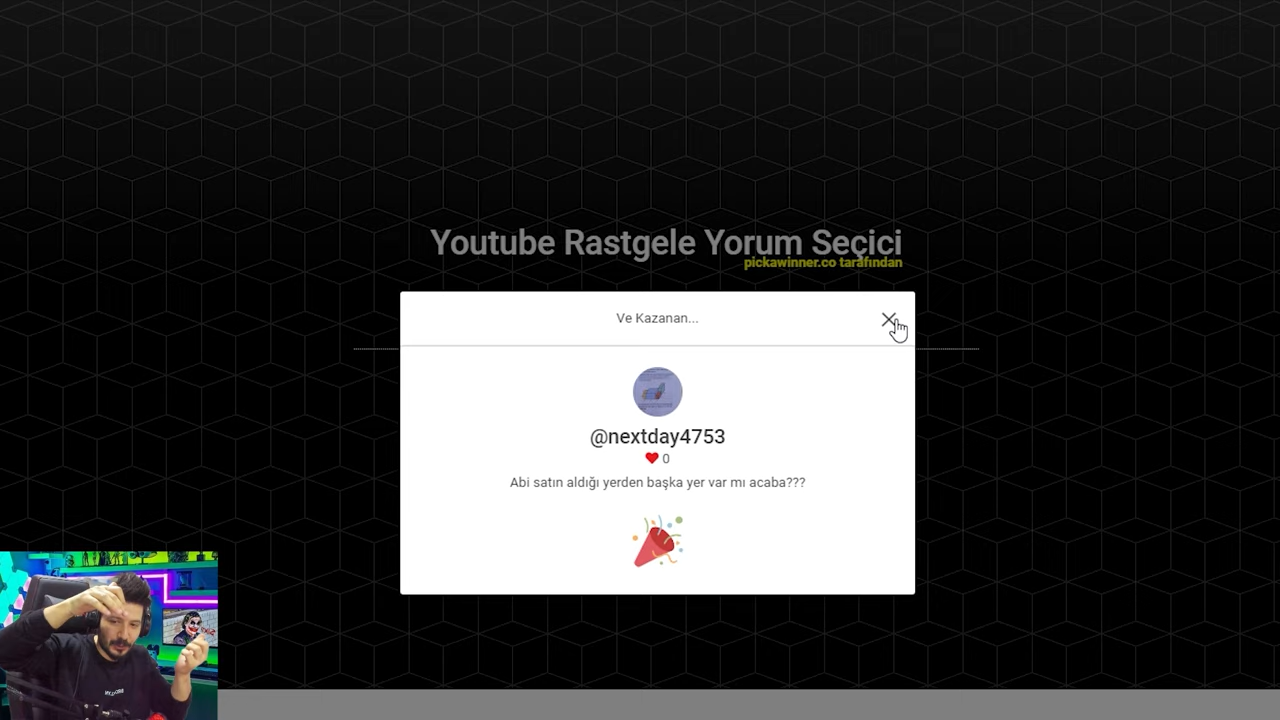 Youtube Rastgele Yorum Seçici
pickawinner.co tarafından
Ve Kazanan...
@nextday4753
0
Abi satın aldığı yerden başka yer var mı acaba???